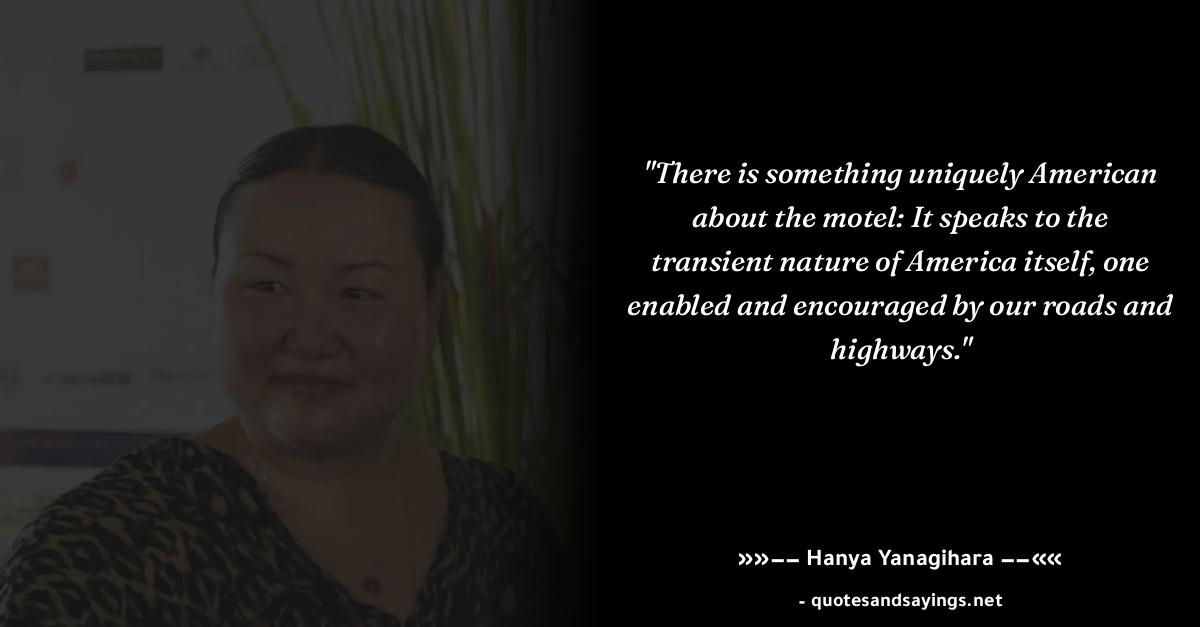 "There is something uniquely American
about the motel: It speaks to the
transient nature of America itself, one
enabled and encouraged by our roads and
highways."
»»–– Hanya Yanagihara ––««
- quotesandsayings.net